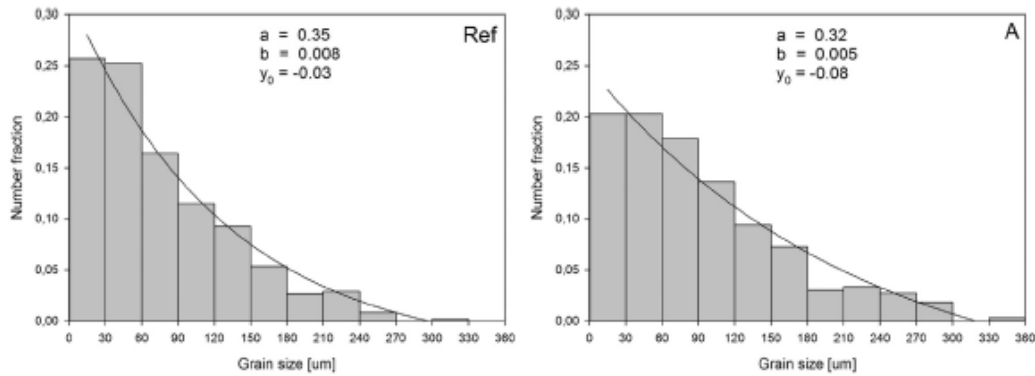 0,30
0,25
0,20
0,15
0,10
0,05
0,00
Number fraction
a = 0.35
b = 0.008
y0 = -0.03
Ref
0 30 60 90 120 150 180 210 240 270 300 330 360
Grain size [um]
0,30
0,25
0,20
0,15
0,10
0,05
0,00
Number fraction
a = 0.32
b = 0.005
y0 = -0.08
A
0 30 60 90 120 150 180 210 240 270 300 330 360
Grain size [um]